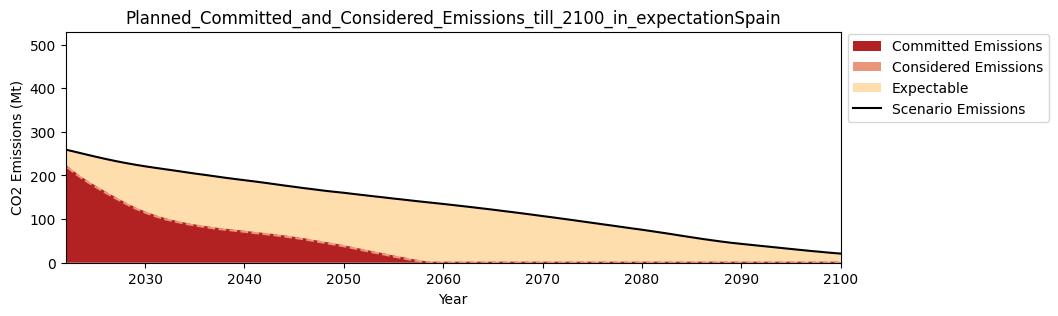 Planned_Committed_and_Considered_Emissions_till_2100_in_expectationSpain
CO2 Emissions (Mt)
500
400
300
200
100
0
2030 2040 2050 2060 2070 2080 2090 2100
Year
Committed Emissions
Considered Emissions
Expectable
Scenario Emissions